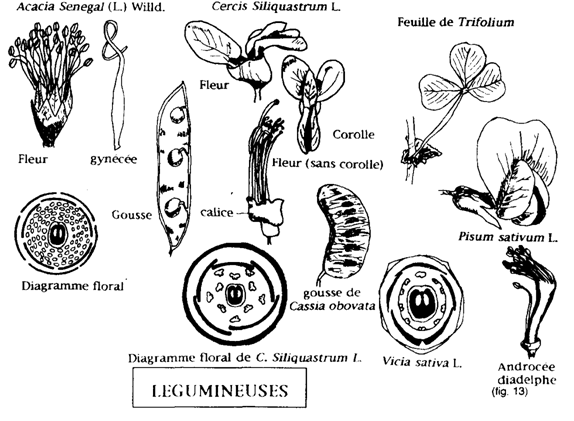 Acacia Senegal (L.) Willd.
Cercis Siliquastrum L.
Feuille de Trifolium
Fleur
Corolle
Fleur
gynécée
Fleur (sans corolle)
Gousse
calice
Pisum sativum L.
Diagramme floral
gousse de
Cassia obovata
Diagramme floral de C. Siliquastrum L.
Vicia sativa L.
Androcée
diadelphe
(fig. 13)
LEGUMINEUSES